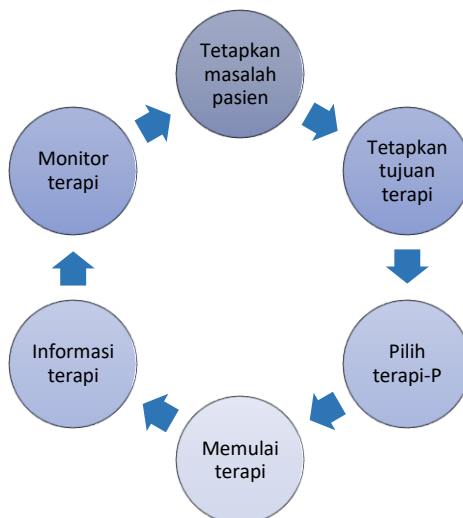 Tetapkan
masalah
pasien
Tetapkan
tujuan
terapi
Pilih
terapi-P
Memulai
terapi
Informasi
terapi
Monitor
terapi